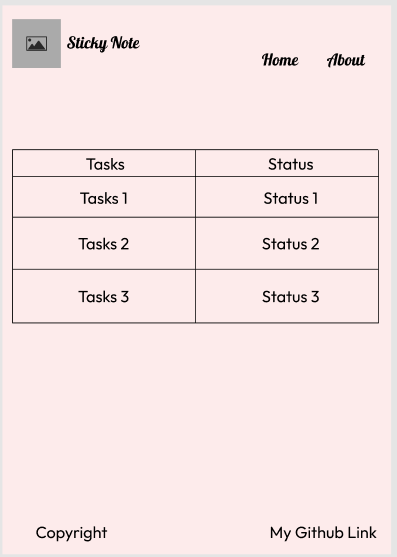 Sticky Note
Home About
Tasks Status
Tasks 1 Status 1
Tasks 2 Status 2
Tasks 3 Status 3
Copyright My Github Link